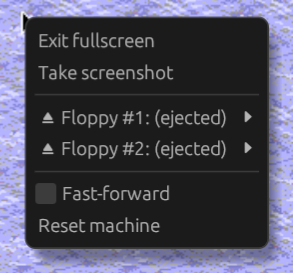 Exit fullscreen
Take screenshot
⏏ Floppy #1: (ejected)
⏏ Floppy #2: (ejected)
Fast-forward
Reset machine